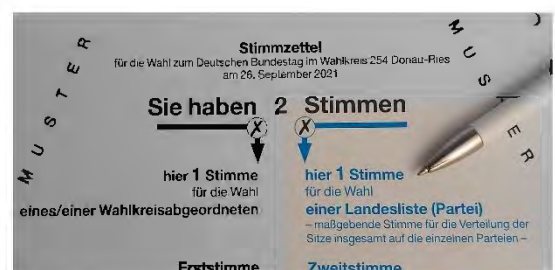 MUSTER
MUSTER
Stimmzettel
für die Wahl zum Deutschen Bundestag im Wahlkreis 254 Donau-Ries
am 26. September 2021
Sie haben 2 Stimmen
X
X
hier 1 Stimme
für die Wahl
eines/einer Wahlkreisabgeordneten
hier 1 Stimme
für die Wahl
einer Landesliste (Partei)
– maßgebende Stimme für die Verteilung der
Sitze insgesamt auf die einzelnen Parteien –
Erststimme
Zweitstimme